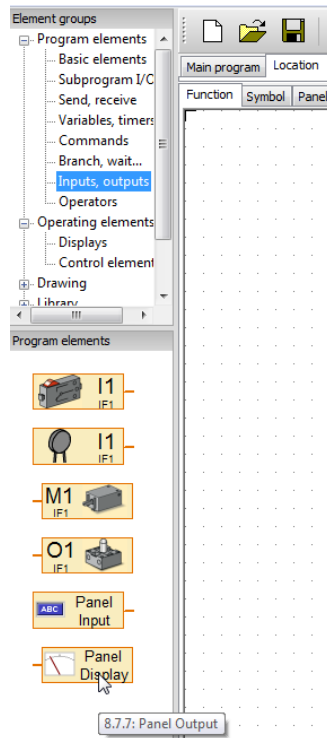 Element groups
Program elements
Basic elements
Subprogram I/O
Send, receive
Variables, timers
Commands
Branch, wait...
Inputs, outputs
Operators
Operating elements
Displays
Control element
Drawing
Library
Program elements
I1
IF1
I1
IF1
M1
IF1
O1
IF1
ABC
Panel
Input
Panel
Display
8.7.7: Panel Output
Main program
Location
Function
Symbol
Panel